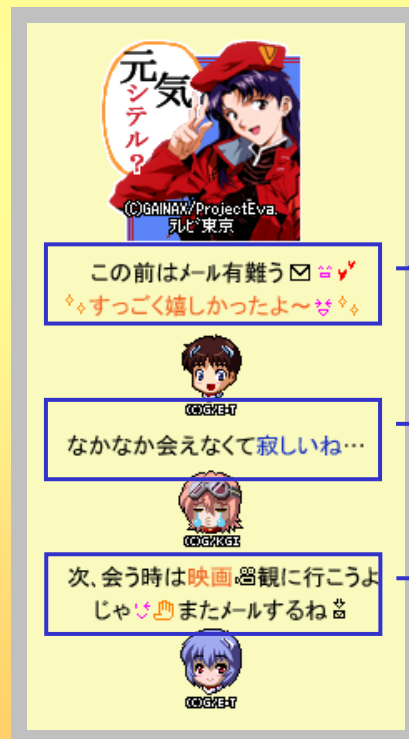 元気
シテル?
(C)GAINAX/ProjectEva.
テレビ東京
この前はメール有難う
すっごく嬉しかったよ~
(C)G/E・T
なかなか会えなくて寂しいね…
(C)G/KGI
次、会う時は映画観に行こうよ
じゃまたメールするね
(C)G/E・T